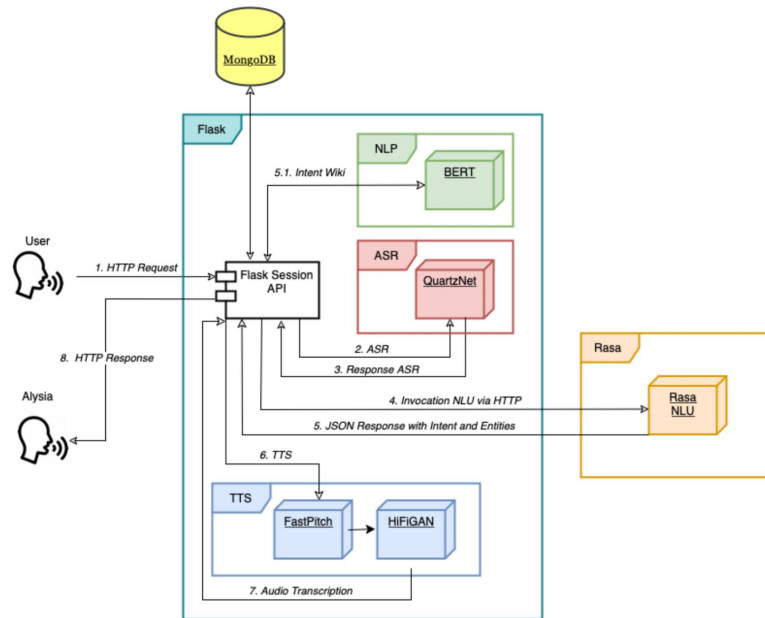 MongoDB
Flask
NLP
BERT
5.1. Intent Wiki
User
ASR
1. HTTP Request
Flask Session
API
QuartzNet
2. ASR
Rasa
8. HTTP Response
3. Response ASR
Alysia
4. Invocation NLU via HTTP
Rasa
NLU
5. JSON Response with Intent and Entities
6. TTS
TTS
FastPitch
HiFiGAN
7. Audio Transcription